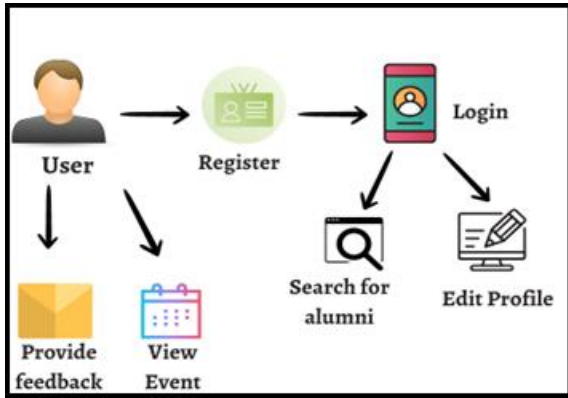 User
Register
Login
Search for
alumni
Edit Profile
Provide
feedback
View
Event